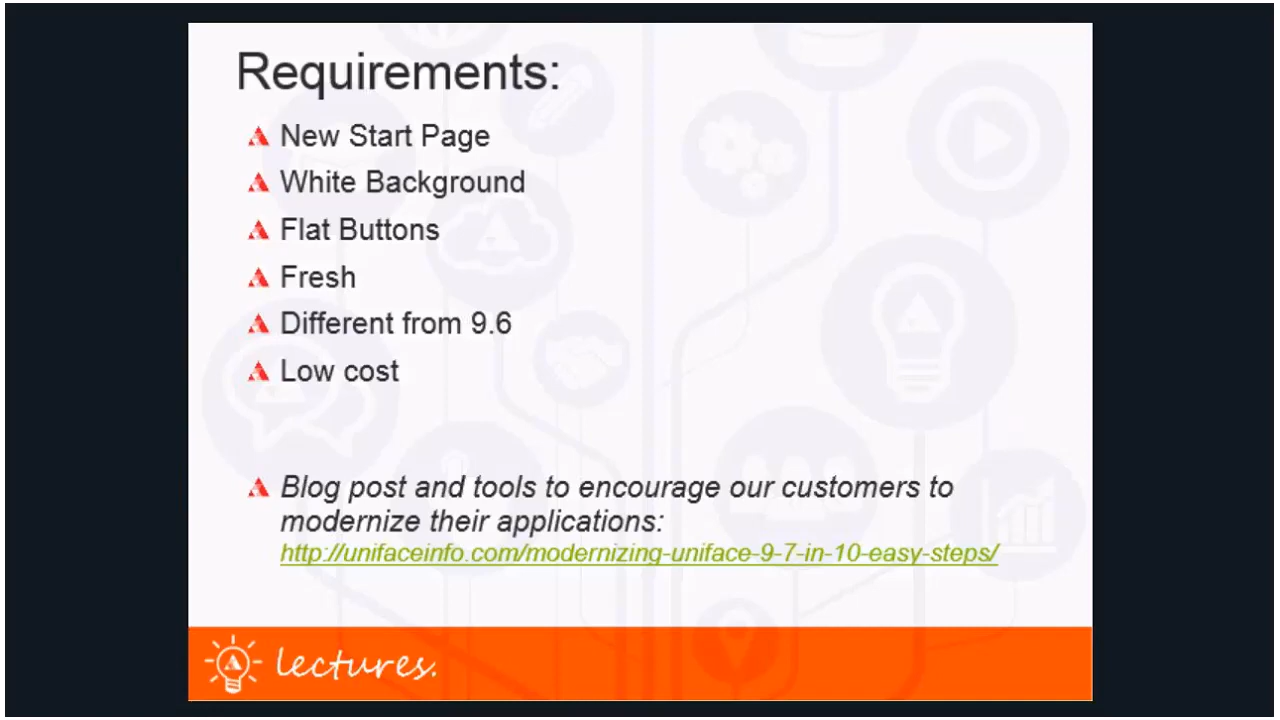 Requirements:
New Start Page
White Background
Flat Buttons
Fresh
Different from 9.6
Low cost
Blog post and tools to encourage our customers to
modernize their applications:
http://unifaceinfo.com/modernizing-uniface-9-7-in-10-easy-steps/
lectures.